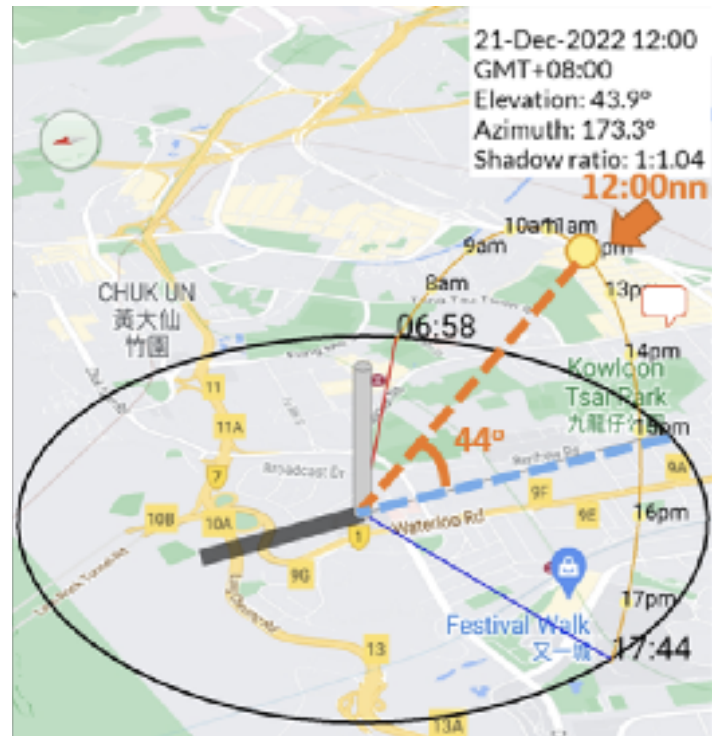 21-Dec-2022 12:00
GMT+08:00
Elevation: 43.9°
Azimuth: 173.3°
Shadow ratio: 1:1.04
12:00nn
10am
11am
9am
8am
13pm
CHUK UN
黃大仙
竹園
06:58
14pm
Kowloon
Tsai Park
九龍仔公園
11
11A
44°
15pm
Broadcast Dr
7
9A
9F
10B
10A
Waterloo Rd
9E
16pm
1
9G
17pm
Festival Walk
又一城
17:44
13
13A